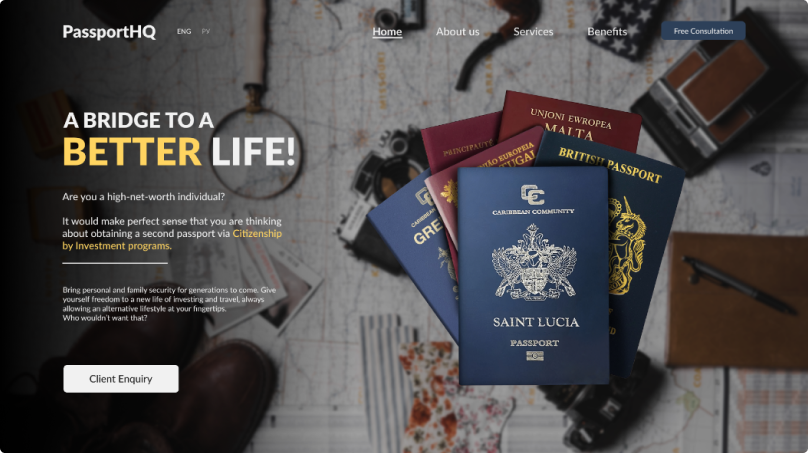 PassportHQ
ENG
РУ
Home
About us
Services
Benefits
Free Consultation
A BRIDGE TO A
BETTER LIFE!
Are you a high-net-worth individual?
It would make perfect sense that you are thinking
about obtaining a second passport via Citizenship
by Investment programs.
Bring personal and family security for generations to come. Give
yourself freedom to a new life of investing and travel, always
allowing an alternative lifestyle at your fingertips.
Who wouldn't want that?
Client Enquiry
UNJONI EWROPEA
MALTA
PRINCIPAUTÉ
EUROPEIA
BRITISH PASSPORT
CARIBBEAN COMMUNITY
SAINT LUCIA
PASSPORT